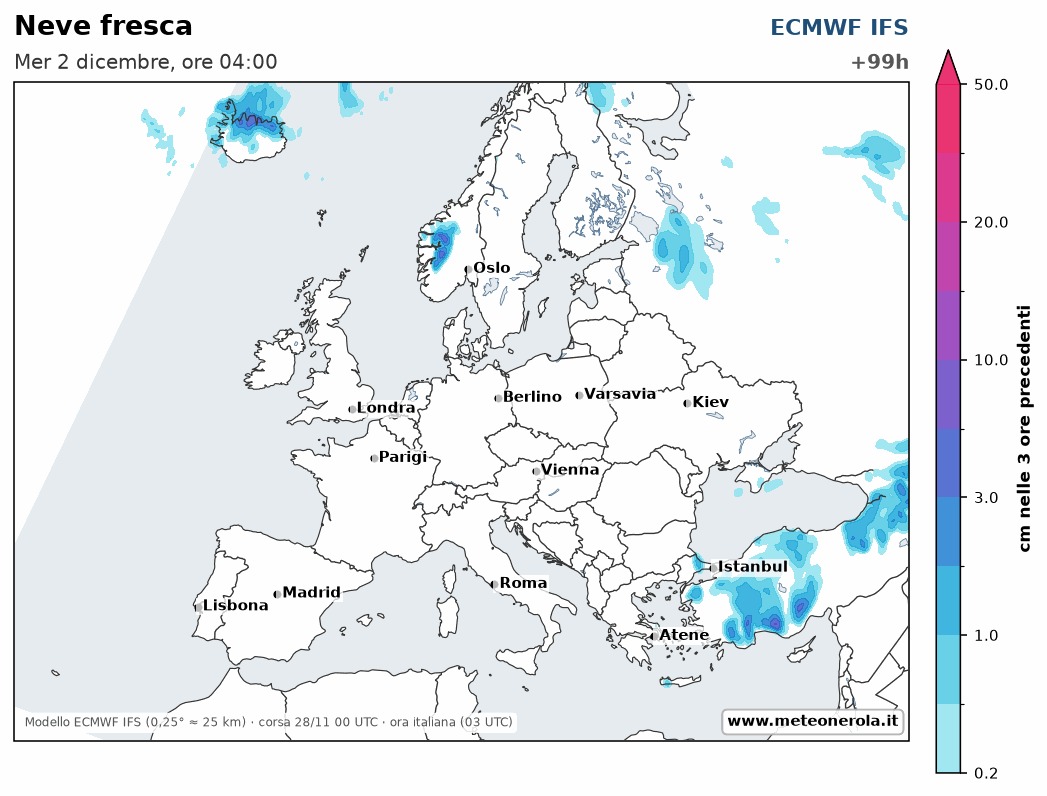 Neve fresca
ECMWF IFS
Mer 2 dicembre, ore 04:00
+99h
50.0
20.0
10.0
3.0
1.0
0.2
cm nelle 3 ore precedenti
Oslo
Berlino
Varsavia
Kiev
Londra
Parigi
Vienna
Istanbul
Roma
Madrid
Lisbona
Atene
Modello ECMWF IFS (0,25° ≈ 25 km) · corsa 28/11 00 UTC · ora italiana (03 UTC)
www.meteonerola.it